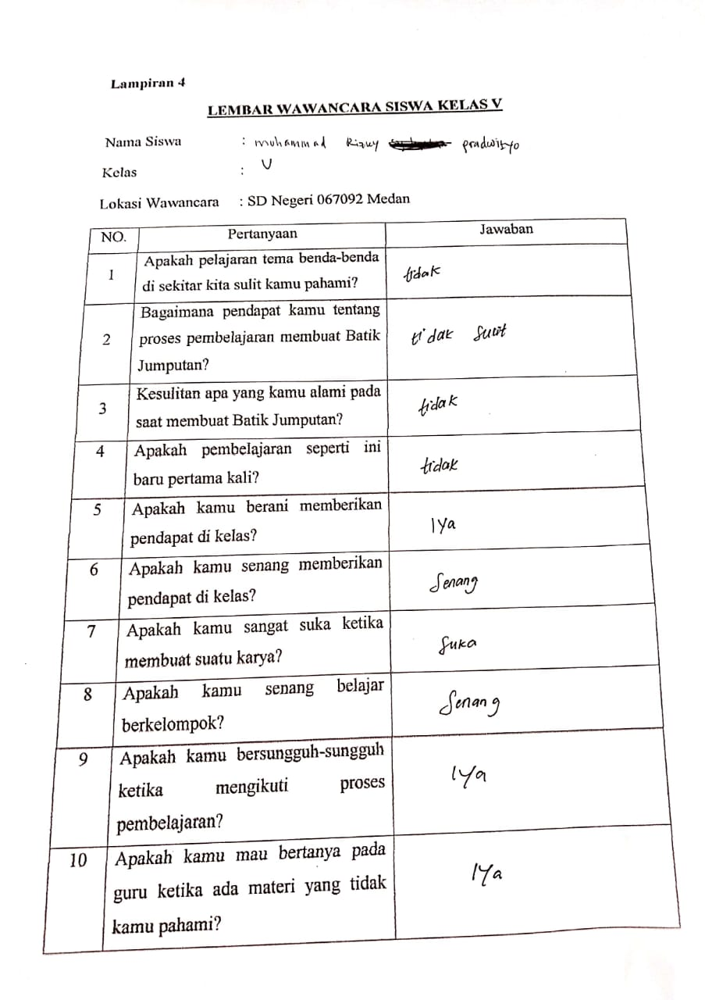 Lampiran 4
LEMBAR WAWANCARA SISWA KELAS V
Nama Siswa : muhammad Rizky pradwityo
Kelas : V
Lokasi Wawancara : SD Negeri 067092 Medan
NO. Pertanyaan Jawaban
1 Apakah pelajaran tema benda-benda
di sekitar kita sulit kamu pahami?
tidak
2 Bagaimana pendapat kamu tentang
proses pembelajaran membuat Batik
Jumputan?
tidak sulit
3 Kesulitan apa yang kamu alami pada
saat membuat Batik Jumputan?
tidak
4 Apakah pembelajaran seperti ini
baru pertama kali?
tidak
5 Apakah kamu berani memberikan
pendapat di kelas?
Iya
6 Apakah kamu senang memberikan
pendapat di kelas?
Senang
7 Apakah kamu sangat suka ketika
membuat suatu karya?
Suka
8 Apakah kamu senang belajar
berkelompok?
Senang
9 Apakah kamu bersungguh-sungguh
ketika mengikuti proses
pembelajaran?
Iya
10 Apakah kamu mau bertanya pada
guru ketika ada materi yang tidak
kamu pahami?
Iya